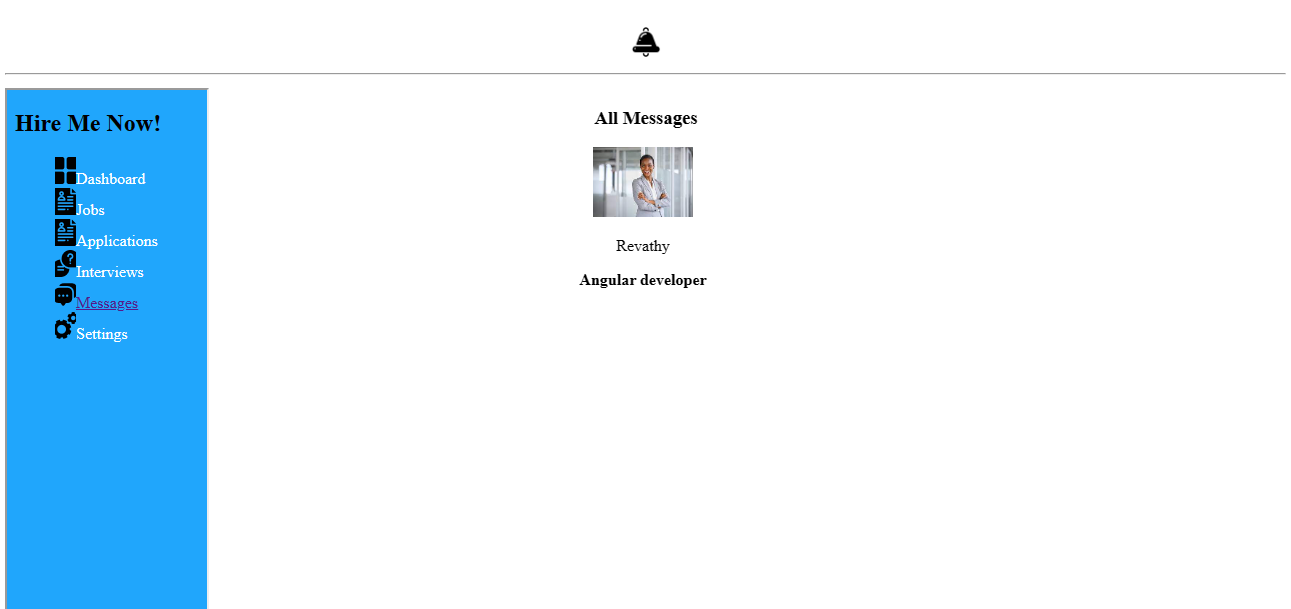 Hire Me Now!
Dashboard
Jobs
Applications
Interviews
Messages
Settings
All Messages
Revathy
Angular developer